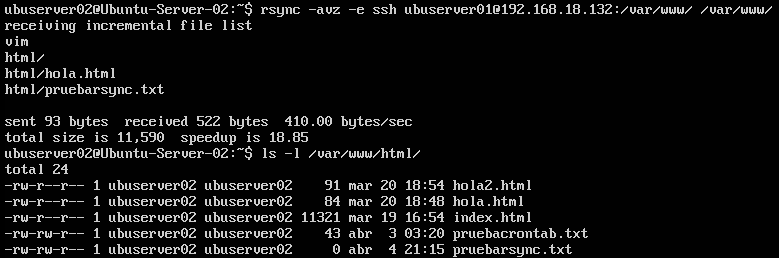 ubuserver02@Ubuntu-Server-02:~$ rsync -avz -e ssh ubuserver01@192.168.18.132:/var/www/ /var/www/
receiving incremental file list
vim
html/
html/hola.html
html/pruebarsync.txt

sent 93 bytes  received 522 bytes  410.00 bytes/sec
total size is 11,590  speedup is 18.85
ubuserver02@Ubuntu-Server-02:~$ ls -l /var/www/html/
total 24
-rw-r--r-- 1 ubuserver02 ubuserver02    91 mar 20 18:54 hola2.html
-rw-r--r-- 1 ubuserver02 ubuserver02    84 mar 20 18:48 hola.html
-rw-r--r-- 1 ubuserver02 ubuserver02 11321 mar 19 16:54 index.html
-rw-rw-r-- 1 ubuserver02 ubuserver02    43 abr  3 03:20 pruebacrontab.txt
-rw-rw-r-- 1 ubuserver02 ubuserver02     0 abr  4 21:15 pruebarsync.txt